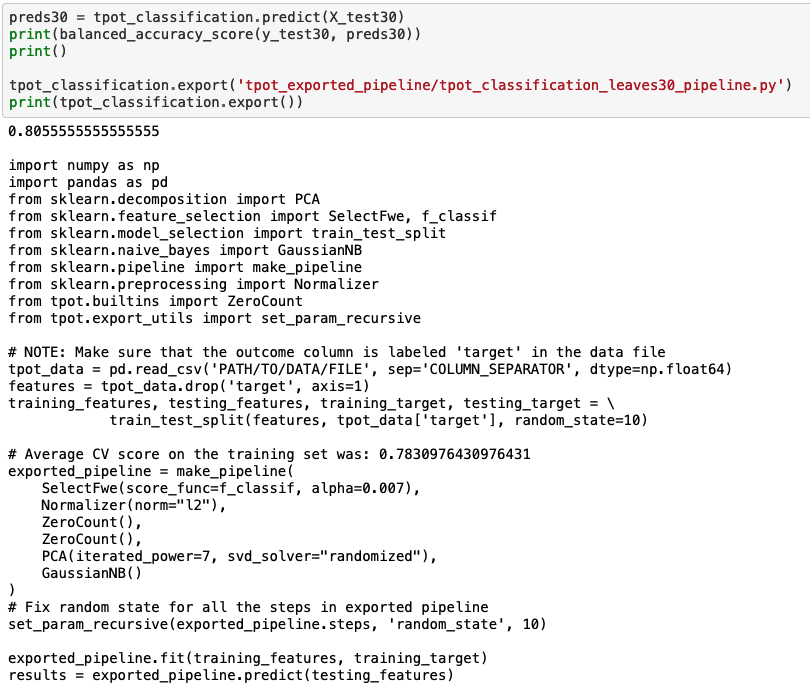 preds30 = tpot_classification.predict(X_test30)
print(balanced_accuracy_score(y_test30, preds30))
print()
tpot_classification.export('tpot_exported_pipeline/tpot_classification_leaves30_pipeline.py')
print(tpot_classification.export())
0.8055555555555555
import numpy as np
import pandas as pd
from sklearn.decomposition import PCA
from sklearn.feature_selection import SelectFwe, f_classif
from sklearn.model_selection import train_test_split
from sklearn.naive_bayes import GaussianNB
from sklearn.pipeline import make_pipeline
from sklearn.preprocessing import Normalizer
from tpot.builtins import ZeroCount
from tpot.export_utils import set_param_recursive
# NOTE: Make sure that the outcome column is labeled 'target' in the data file
tpot_data = pd.read_csv('PATH/TO/DATA/FILE', sep='COLUMN_SEPARATOR', dtype=np.float64)
features = tpot_data.drop('target', axis=1)
training_features, testing_features, training_target, testing_target = \
            train_test_split(features, tpot_data['target'], random_state=10)
# Average CV score on the training set was: 0.7830976430976431
exported_pipeline = make_pipeline(
    SelectFwe(score_func=f_classif, alpha=0.007),
    Normalizer(norm="l2"),
    ZeroCount(),
    ZeroCount(),
    PCA(iterated_power=7, svd_solver="randomized"),
    GaussianNB()
)
# Fix random state for all the steps in exported pipeline
set_param_recursive(exported_pipeline.steps, 'random_state', 10)
exported_pipeline.fit(training_features, training_target)
results = exported_pipeline.predict(testing_features)